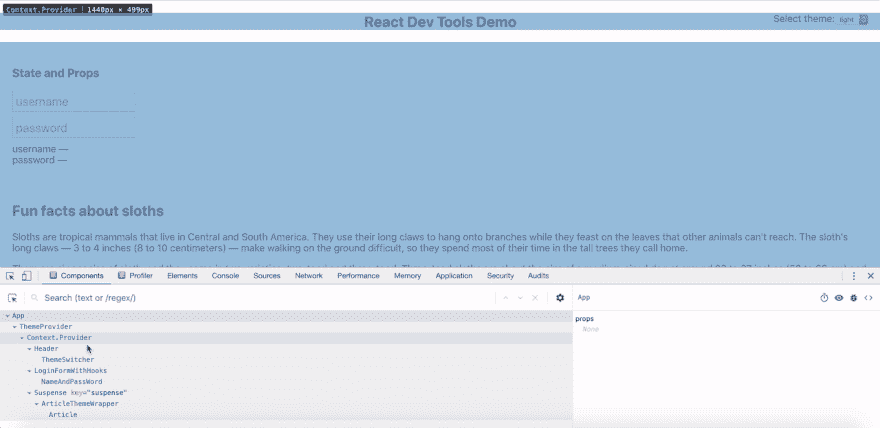 Context.Provider | 1440px × 499px
React Dev Tools Demo
Select theme: light
State and Props
username
password
username —
password —
Fun facts about sloths
Sloths are tropical mammals that live in Central and South America. They use their long claws to hang onto branches while they feast on the leaves that other animals can't reach. The sloth's
long claws — 3 to 4 inches (8 to 10 centimeters) — make walking on the ground difficult, so they spend most of their time in the tall trees they call home.
Components Profiler Elements Console Sources Network Performance Memory Application Security Audits
Search (text or /regex/)
App
App
props
None
ThemeProvider
Context.Provider
Header
ThemeSwitcher
LoginFormWithHooks
NameAndPassWord
Suspense key="suspense"
ArticleThemeWrapper
Article